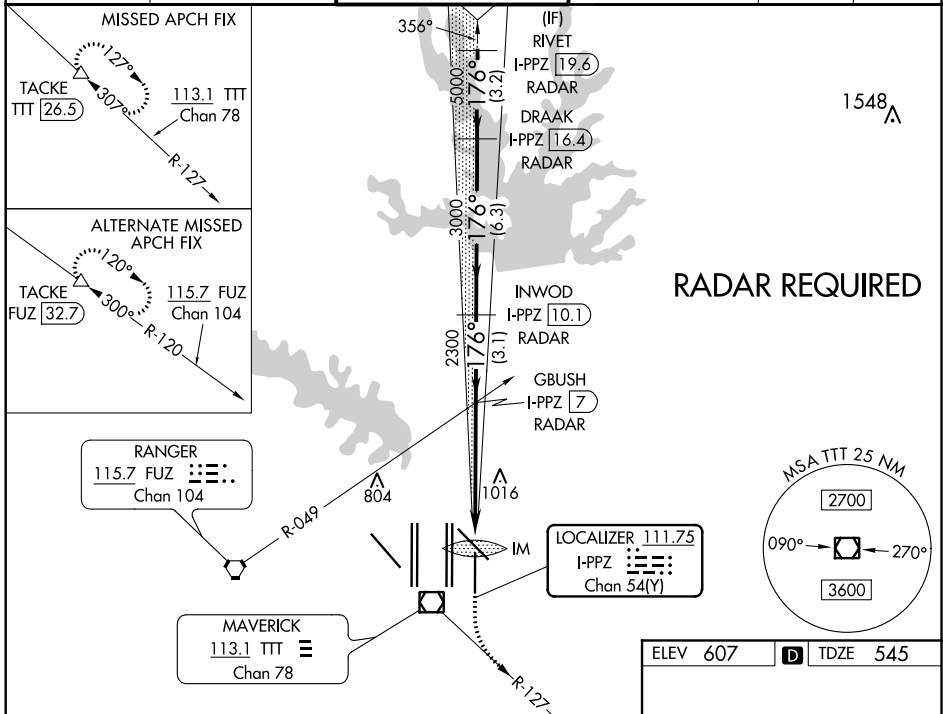 MISSED APCH FIX
127°
TACKE
TTT 26.5
307°
113.1 TTT
Chan 78
R-127
ALTERNATE MISSED
APCH FIX
120°
TACKE
FUZ 32.7
300°
115.7 FUZ
Chan 104
R-120
356°
(IF)
RIVET
I-PPZ 19.6
RADAR
5000
176°
(3.2)
DRAAK
I-PPZ 16.4
RADAR
1548
3000
176°
(6.3)
RADAR REQUIRED
INWOD
I-PPZ 10.1
RADAR
2300
176°
(3.1)
GBUSH
I-PPZ 7
RADAR
RANGER
115.7 FUZ
Chan 104
R-049
804
1016
IM
LOCALIZER 111.75
I-PPZ
Chan 54(Y)
MSA TTT 25 NM
2700
090°
270°
3600
MAVERICK
113.1 TTT
Chan 78
R-127
ELEV 607 D TDZE 545